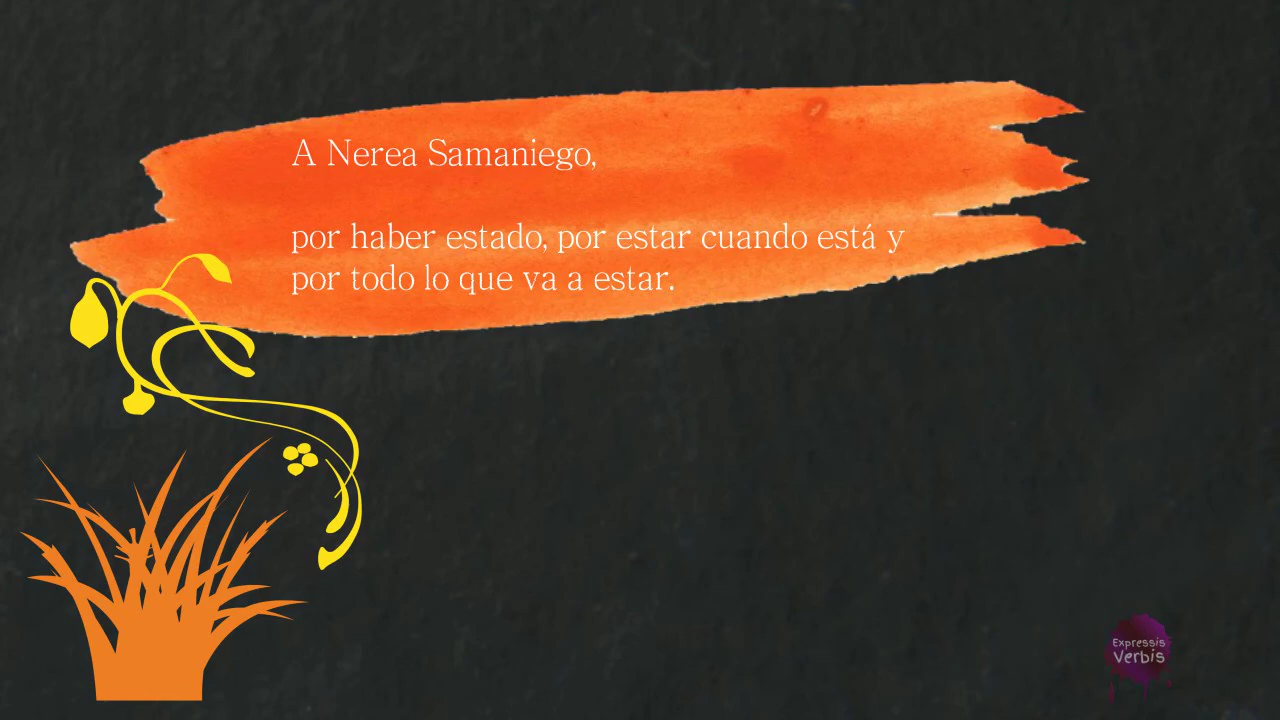 A Nerea Samaniego,
por haber estado, por estar cuando está y
por todo lo que va a estar.
Expressis
Verbis